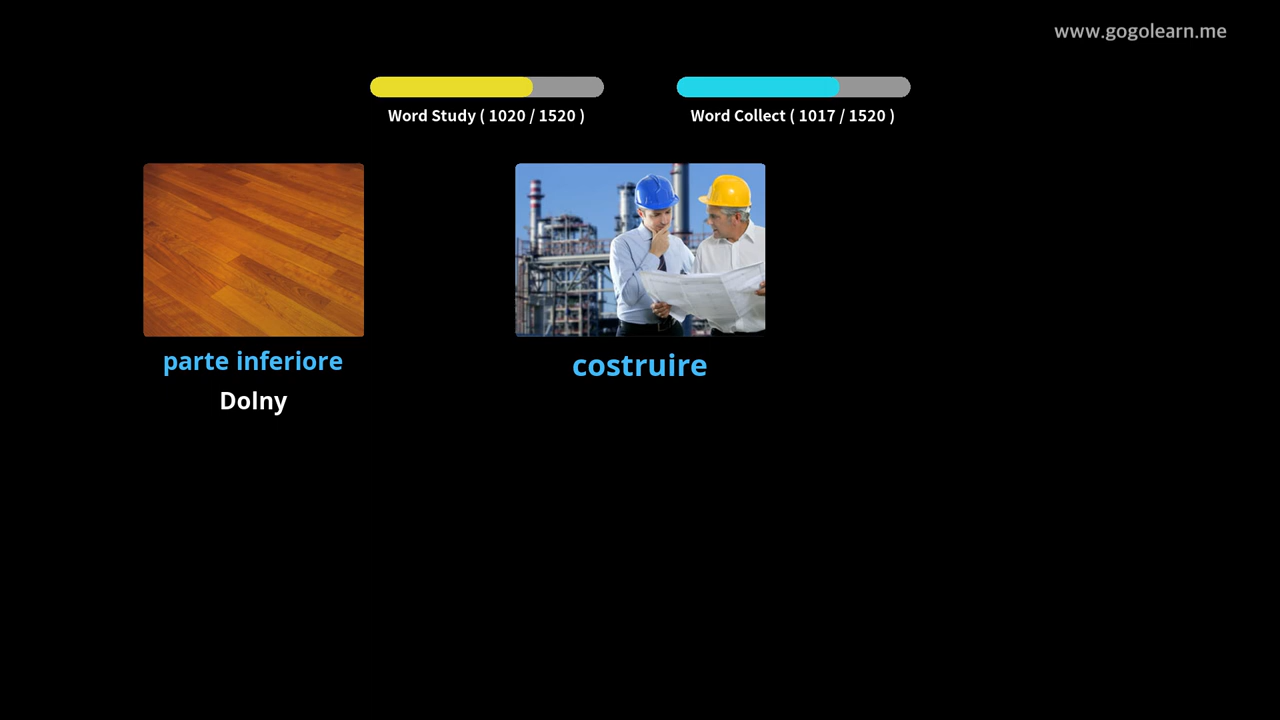 www.gogolearn.me
Word Study ( 1020 / 1520 )
Word Collect ( 1017 / 1520 )
parte inferiore
Dolny
costruire